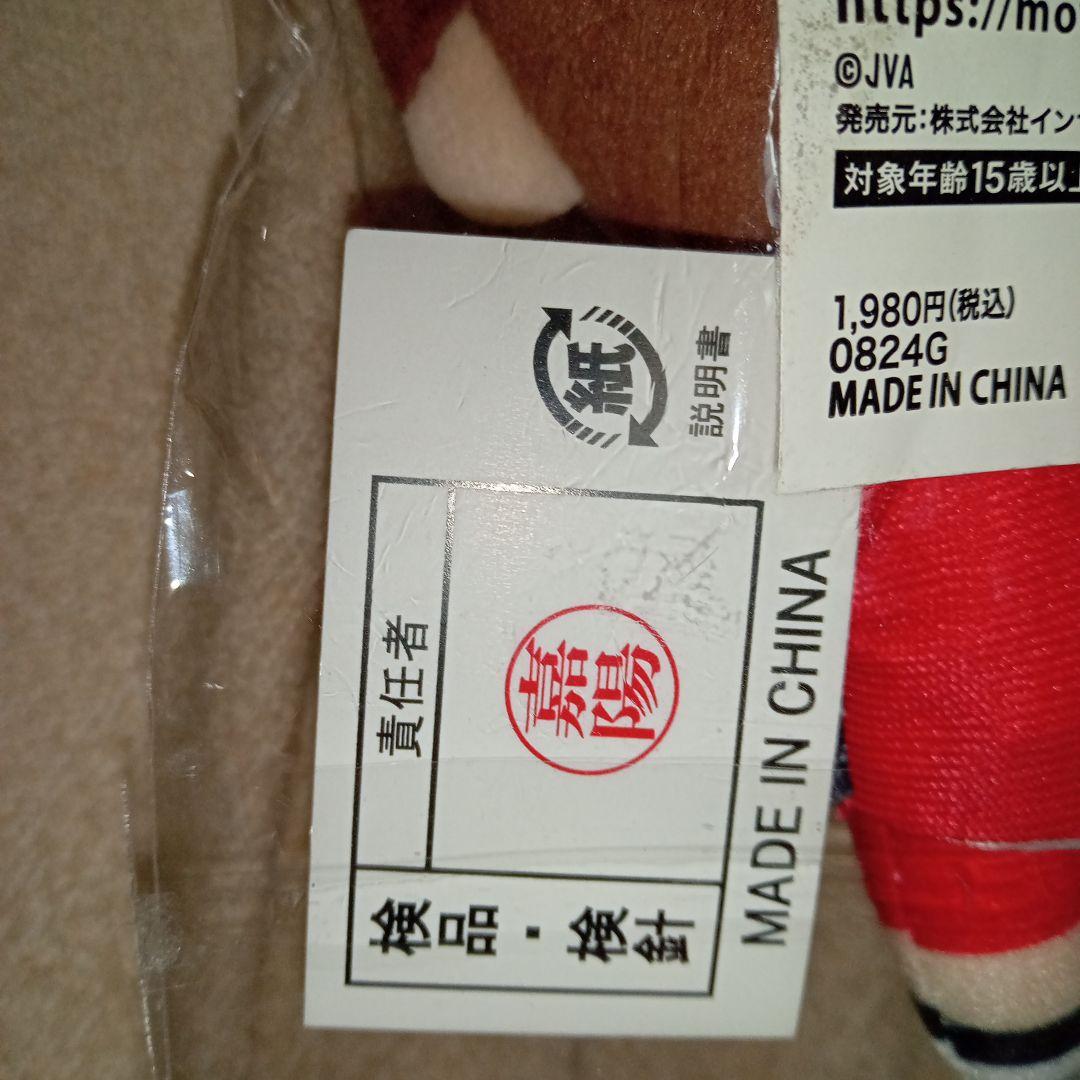 https://mo
©JVA
発売元:株式会社イン
対象年齢15歳以上
1,980円(税込)
0824G
MADE IN CHINA
紙
説明書
責任者
嘉陽
検品・検針
MADE IN CHINA